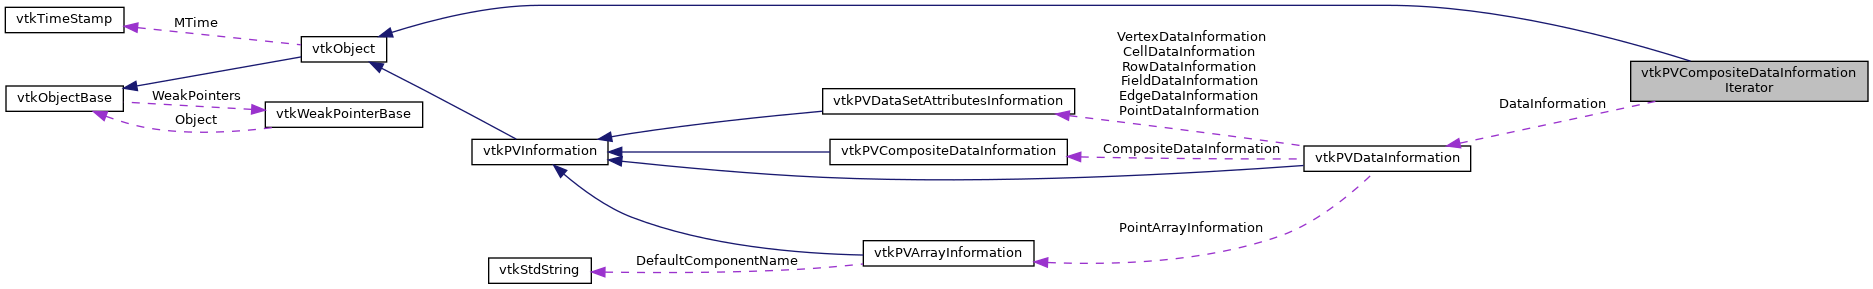 vtkTimeStamp
MTime
vtkObject
vtkObjectBase
WeakPointers
Object
vtkWeakPointerBase
vtkPVInformation
vtkPVDataSetAttributesInformation
vtkPVCompositeDataInformation
VertexDataInformation
CellDataInformation
RowDataInformation
FieldDataInformation
EdgeDataInformation
PointDataInformation
CompositeDataInformation
vtkPVDataInformation
DataInformation
vtkPVCompositeDataInformation
Iterator
PointArrayInformation
vtkPVArrayInformation
DefaultComponentName
vtkStdString